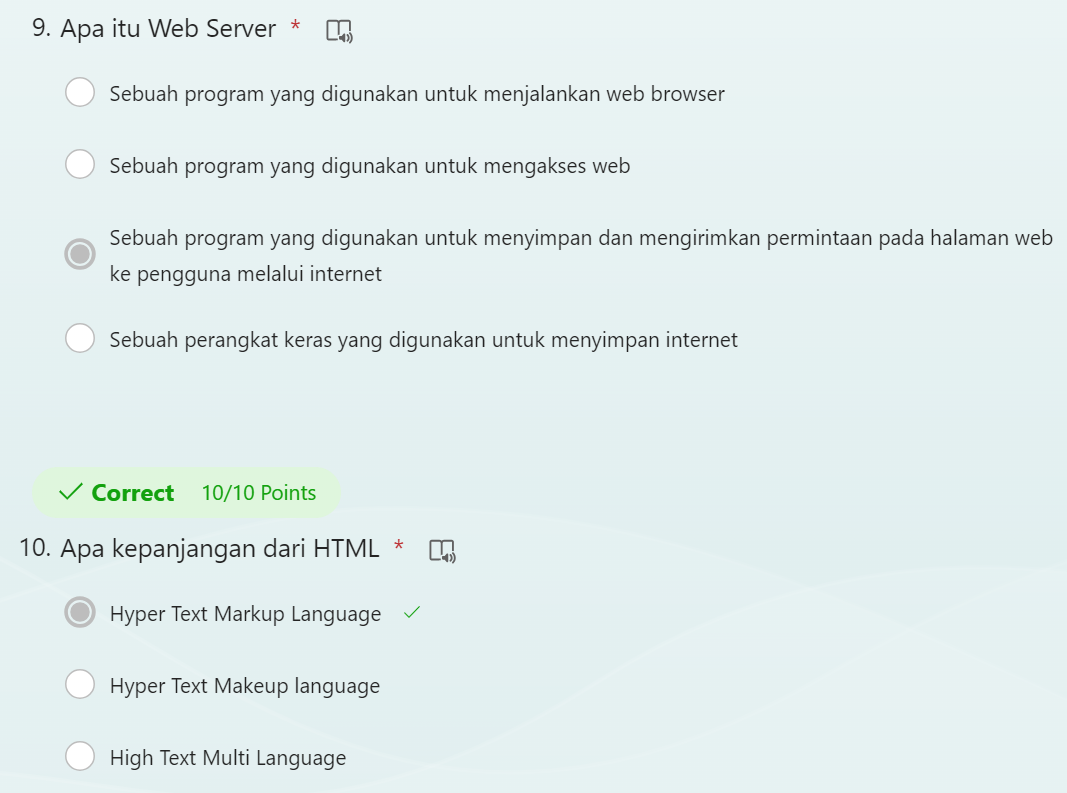 9. Apa itu Web Server *
Sebuah program yang digunakan untuk menjalankan web browser
Sebuah program yang digunakan untuk mengakses web
Sebuah program yang digunakan untuk menyimpan dan mengirimkan permintaan pada halaman web
ke pengguna melalui internet
Sebuah perangkat keras yang digunakan untuk menyimpan internet
Correct 10/10 Points
10. Apa kepanjangan dari HTML *
Hyper Text Markup Language
Hyper Text Makeup language
High Text Multi Language